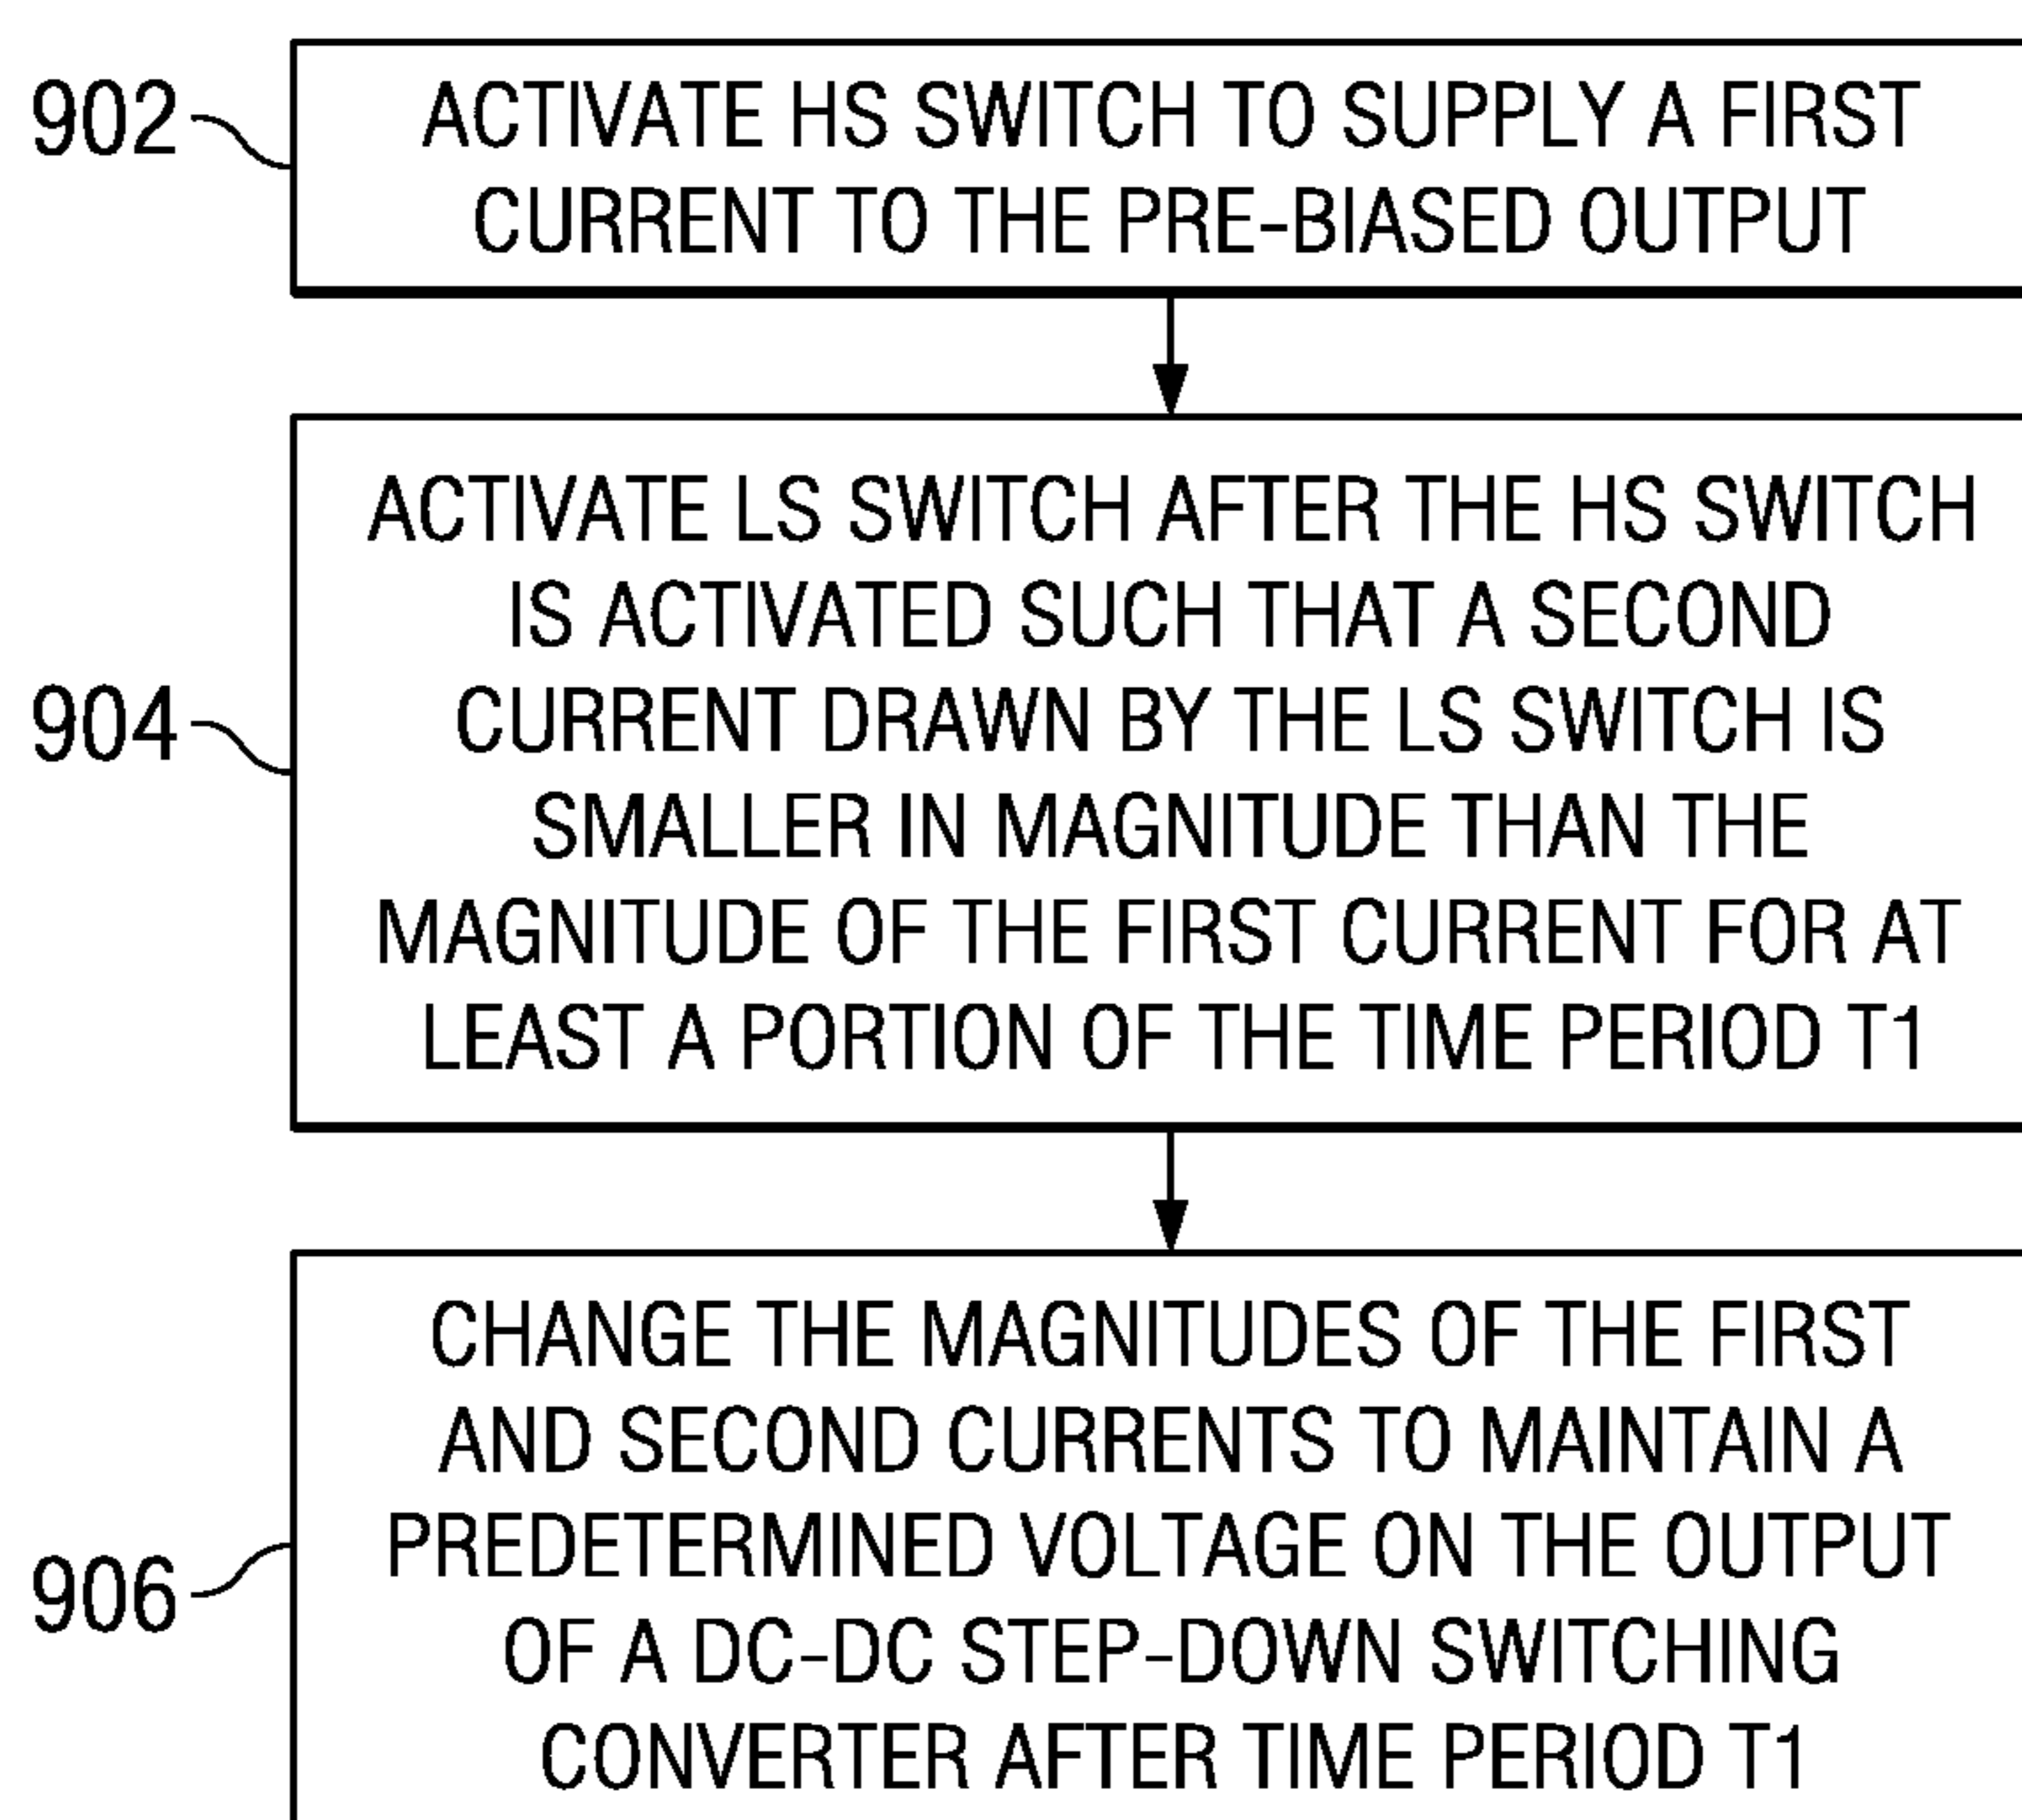 902
ACTIVATE HS SWITCH TO SUPPLY A FIRST
CURRENT TO THE PRE-BIASED OUTPUT
904
ACTIVATE LS SWITCH AFTER THE HS SWITCH
IS ACTIVATED SUCH THAT A SECOND
CURRENT DRAWN BY THE LS SWITCH IS
SMALLER IN MAGNITUDE THAN THE
MAGNITUDE OF THE FIRST CURRENT FOR AT
LEAST A PORTION OF THE TIME PERIOD T1
906
CHANGE THE MAGNITUDES OF THE FIRST
AND SECOND CURRENTS TO MAINTAIN A
PREDETERMINED VOLTAGE ON THE OUTPUT
OF A DC-DC STEP-DOWN SWITCHING
CONVERTER AFTER TIME PERIOD T1